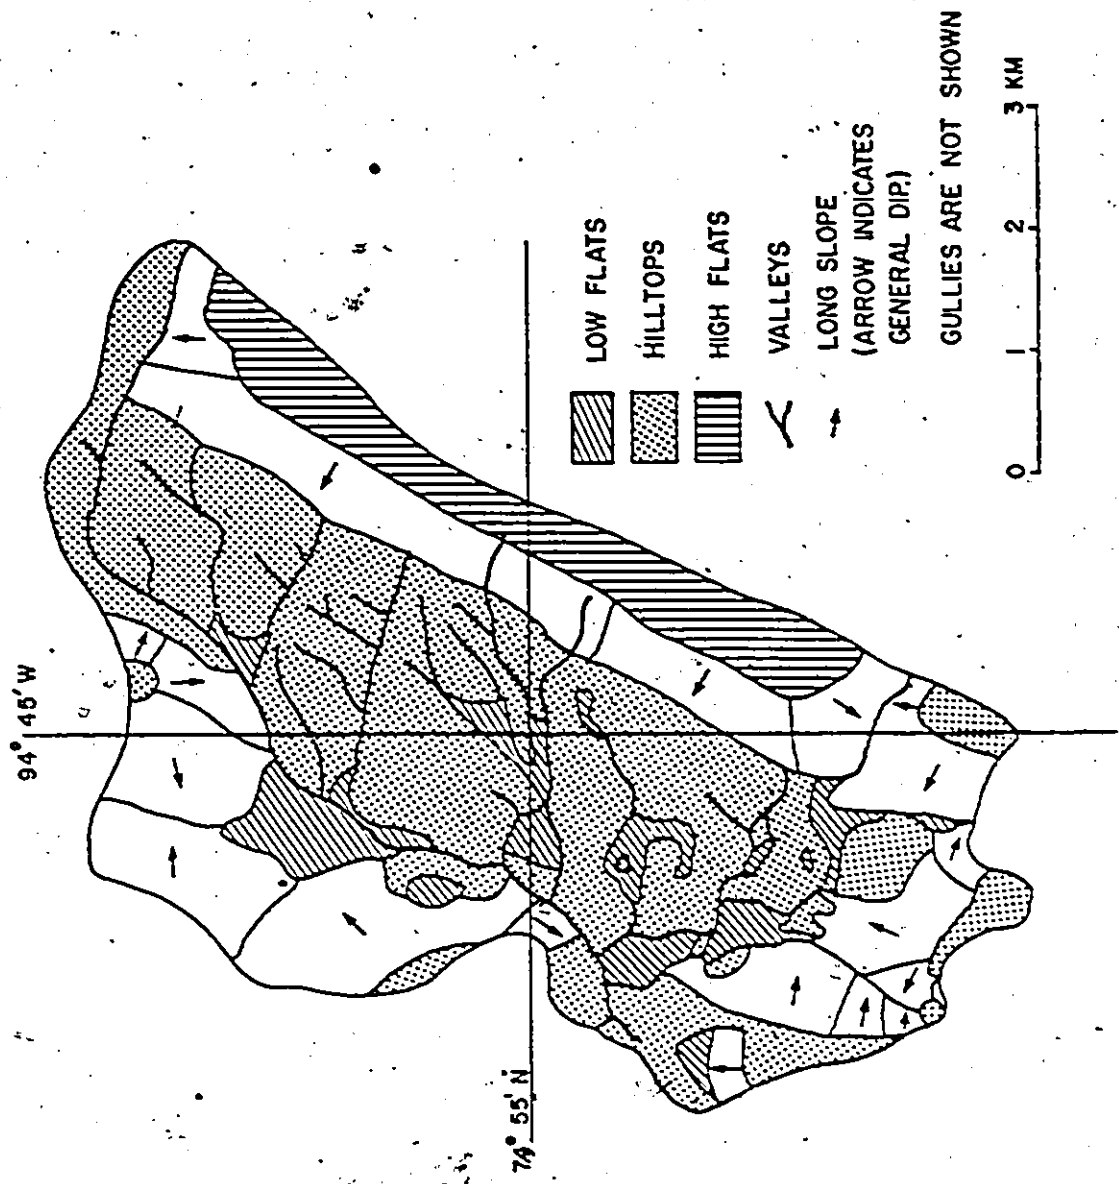 94° 45' W
74° 55' N
LOW FLATS
HILLTOPS
HIGH FLATS
VALLEYS
LONG SLOPE
(ARROW INDICATES
GENERAL DIP.)
GULLIES ARE NOT SHOWN
0 1 2 3 KM